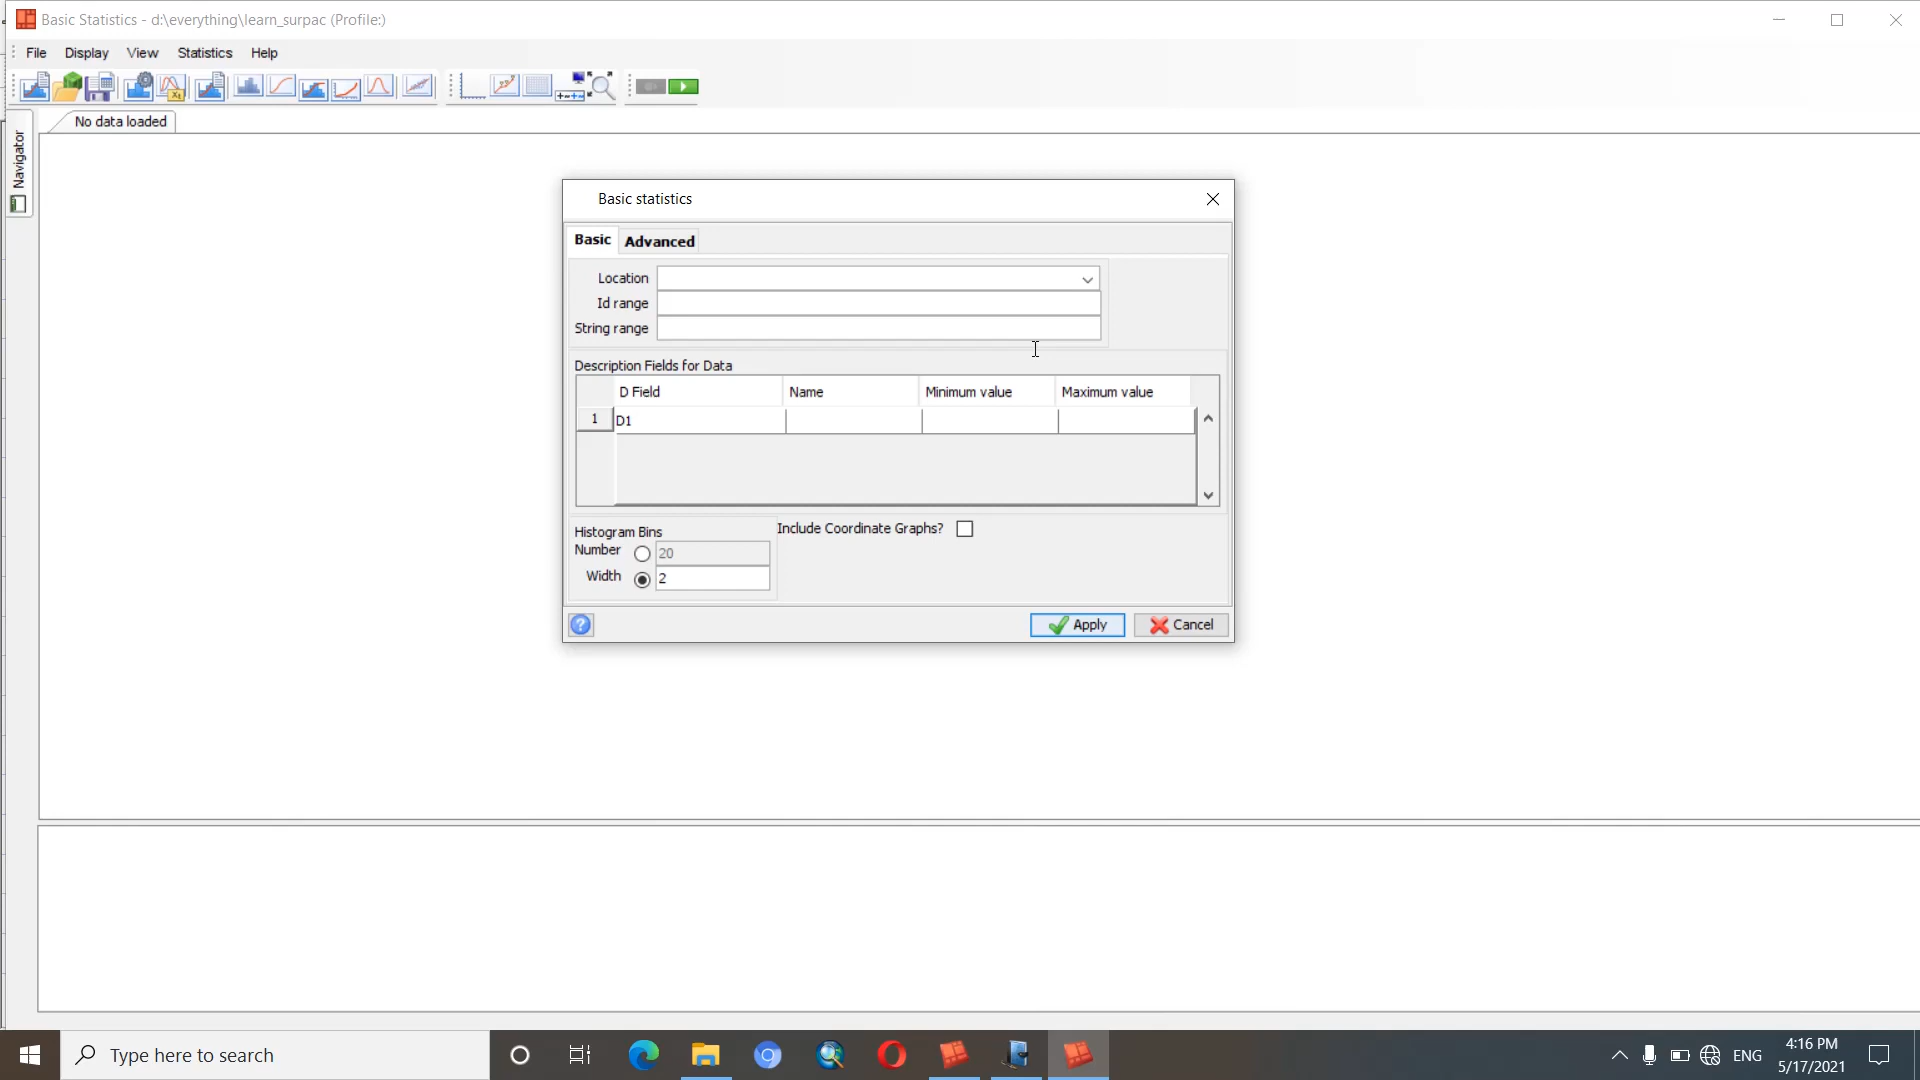 Basic Statistics - d:\everything\learn_surpac (Profile:)
File Display View Statistics Help
No data loaded
Navigator
Basic statistics
Basic Advanced
Location
Id range
String range
Description Fields for Data
D Field Name Minimum value Maximum value
1 D1
Histogram Bins
Include Coordinate Graphs?
Number 20
Width 2
? Apply Cancel
Type here to search
ENG
4:16 PM
5/17/2021